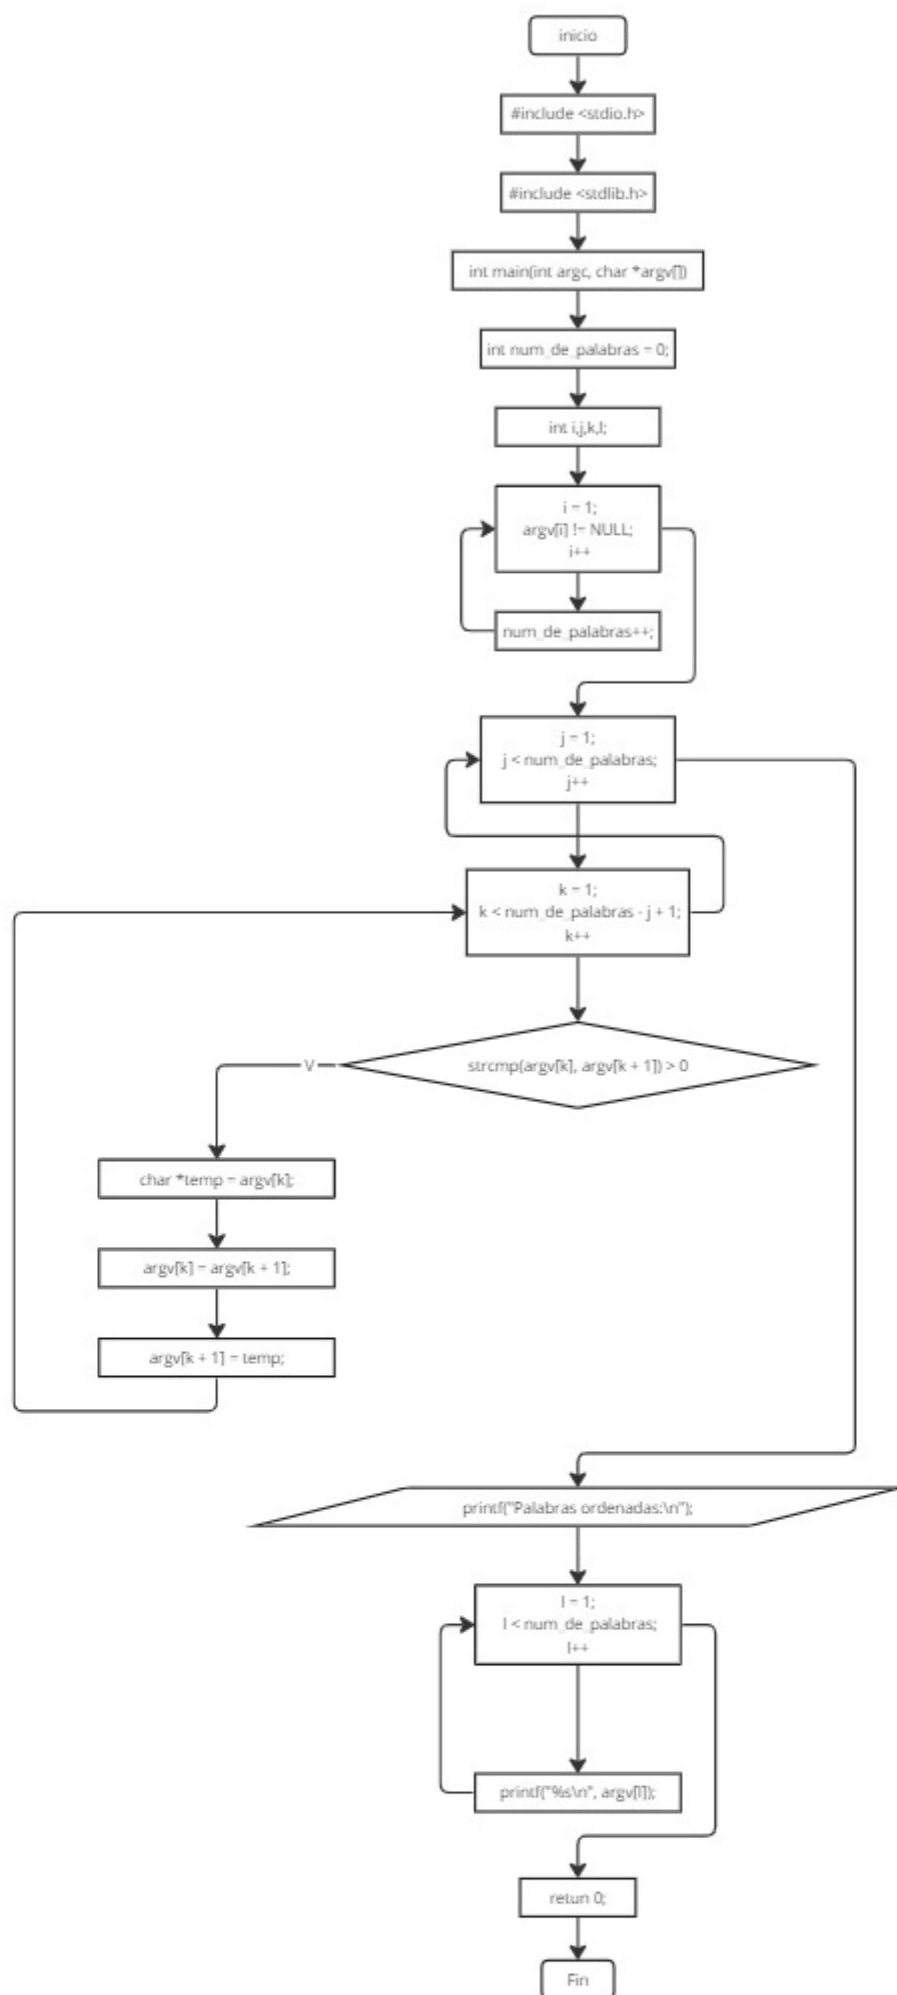 inicio
#include <stdio.h>
#include <stdlib.h>
int main(int argc, char *argv[])
int num_de_palabras = 0;
int i,j,k,l;
i = 1;
argv[i] != NULL;
i++
num_de_palabras++;
j = 1;
j < num_de_palabras;
j++
k = 1;
k < num_de_palabras - j + 1;
k++
strcmp(argv[k], argv[k + 1]) > 0
V
char *temp = argv[k];
argv[k] = argv[k + 1];
argv[k + 1] = temp;
printf("Palabras ordenadas:\n");
l = 1;
l < num_de_palabras;
l++
printf("%s\n", argv[l]);
retun 0;
Fin